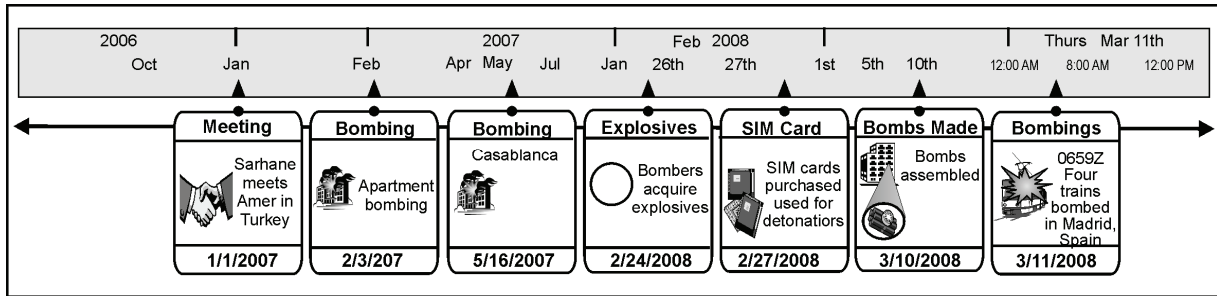 2006 2007 Feb 2008 Thurs Mar 11th
Oct Jan Feb Apr May Jul Jan 26th 27th 1st 5th 10th 12:00 AM 8:00 AM 12:00 PM
Meeting
Sarhane
meets
Amer in
Turkey
1/1/2007
Bombing
Apartment
bombing
2/3/207
Bombing
Casablanca
5/16/2007
Explosives
Bombers
acquire
explosives
2/24/2008
SIM Card
SIM cards
purchased
used for
detonatiors
2/27/2008
Bombs Made
Bombs
assembled
3/10/2008
Bombings
0659Z
Four
trains
bombed
in Madrid,
Spain
3/11/2008